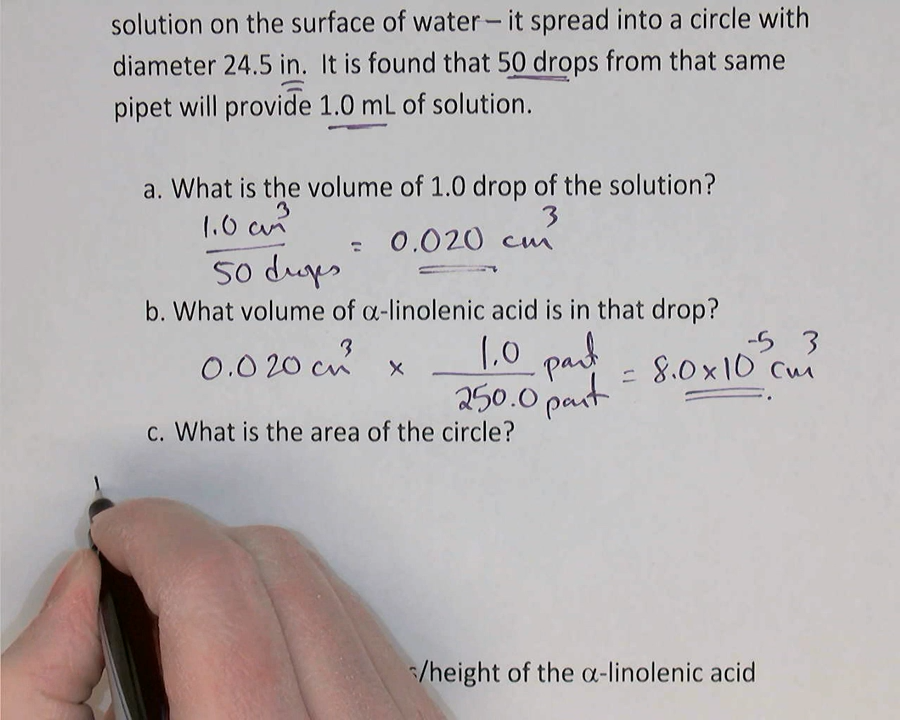 solution on the surface of water – it spread into a circle with
diameter 24.5 in. It is found that 50 drops from that same
pipet will provide 1.0 mL of solution.
a. What is the volume of 1.0 drop of the solution?
1.0 cm³
50 drops
= 0.020 cm³
b. What volume of α-linolenic acid is in that drop?
0.020 cm³ × 1.0 part / 250.0 part = 8.0 × 10⁻⁵ cm³
c. What is the area of the circle?
/height of the α-linolenic acid